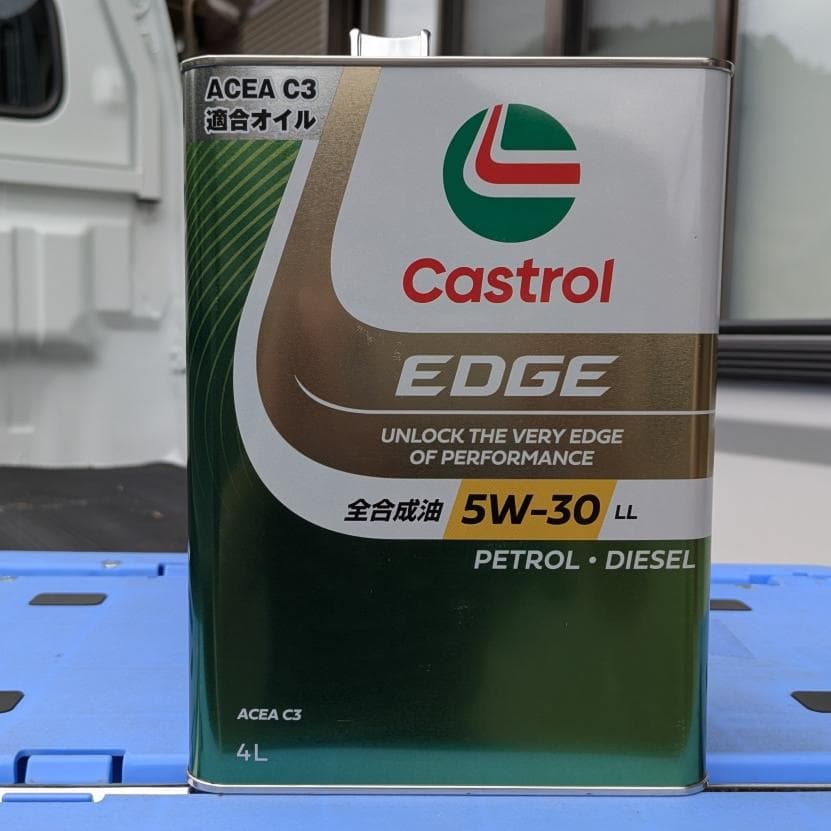 ACEA C3
適合オイル
Castrol
EDGE
UNLOCK THE VERY EDGE
OF PERFORMANCE
全合成油 5W-30 LL
PETROL • DIESEL
ACEA C3
4L